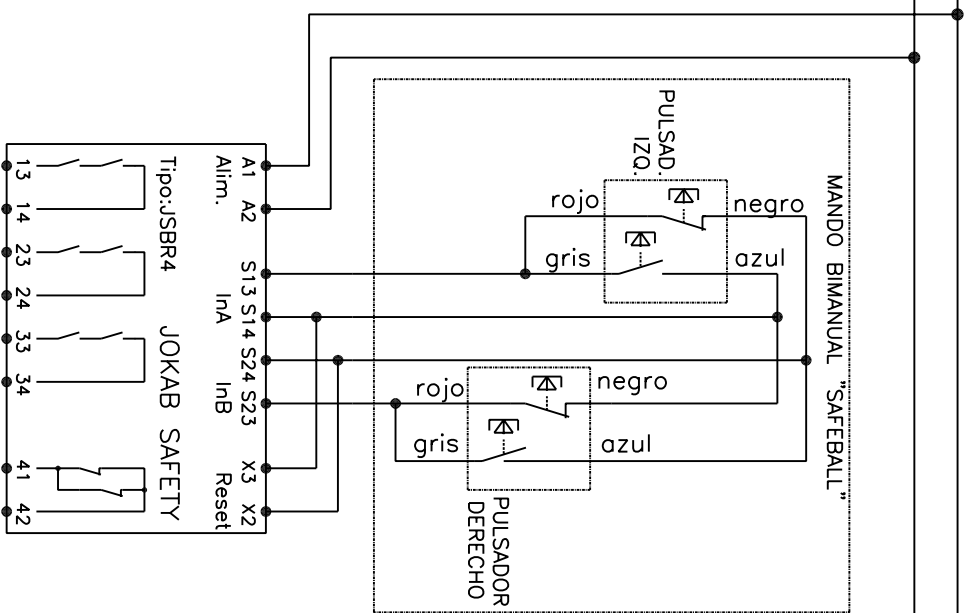 MANDO BIMANUAL "SAFEBALL"
PULSAD.
IZQ.
rojo
negro
gris
azul
rojo
negro
gris
azul
PULSADOR
DERECHO
A1
A2
S13
S14
S24
S23
X3
X2
Alim.
InA
InB
Reset
Tipo:JSBR4
JOKAB SAFETY
13
14
23
24
33
34
41
42